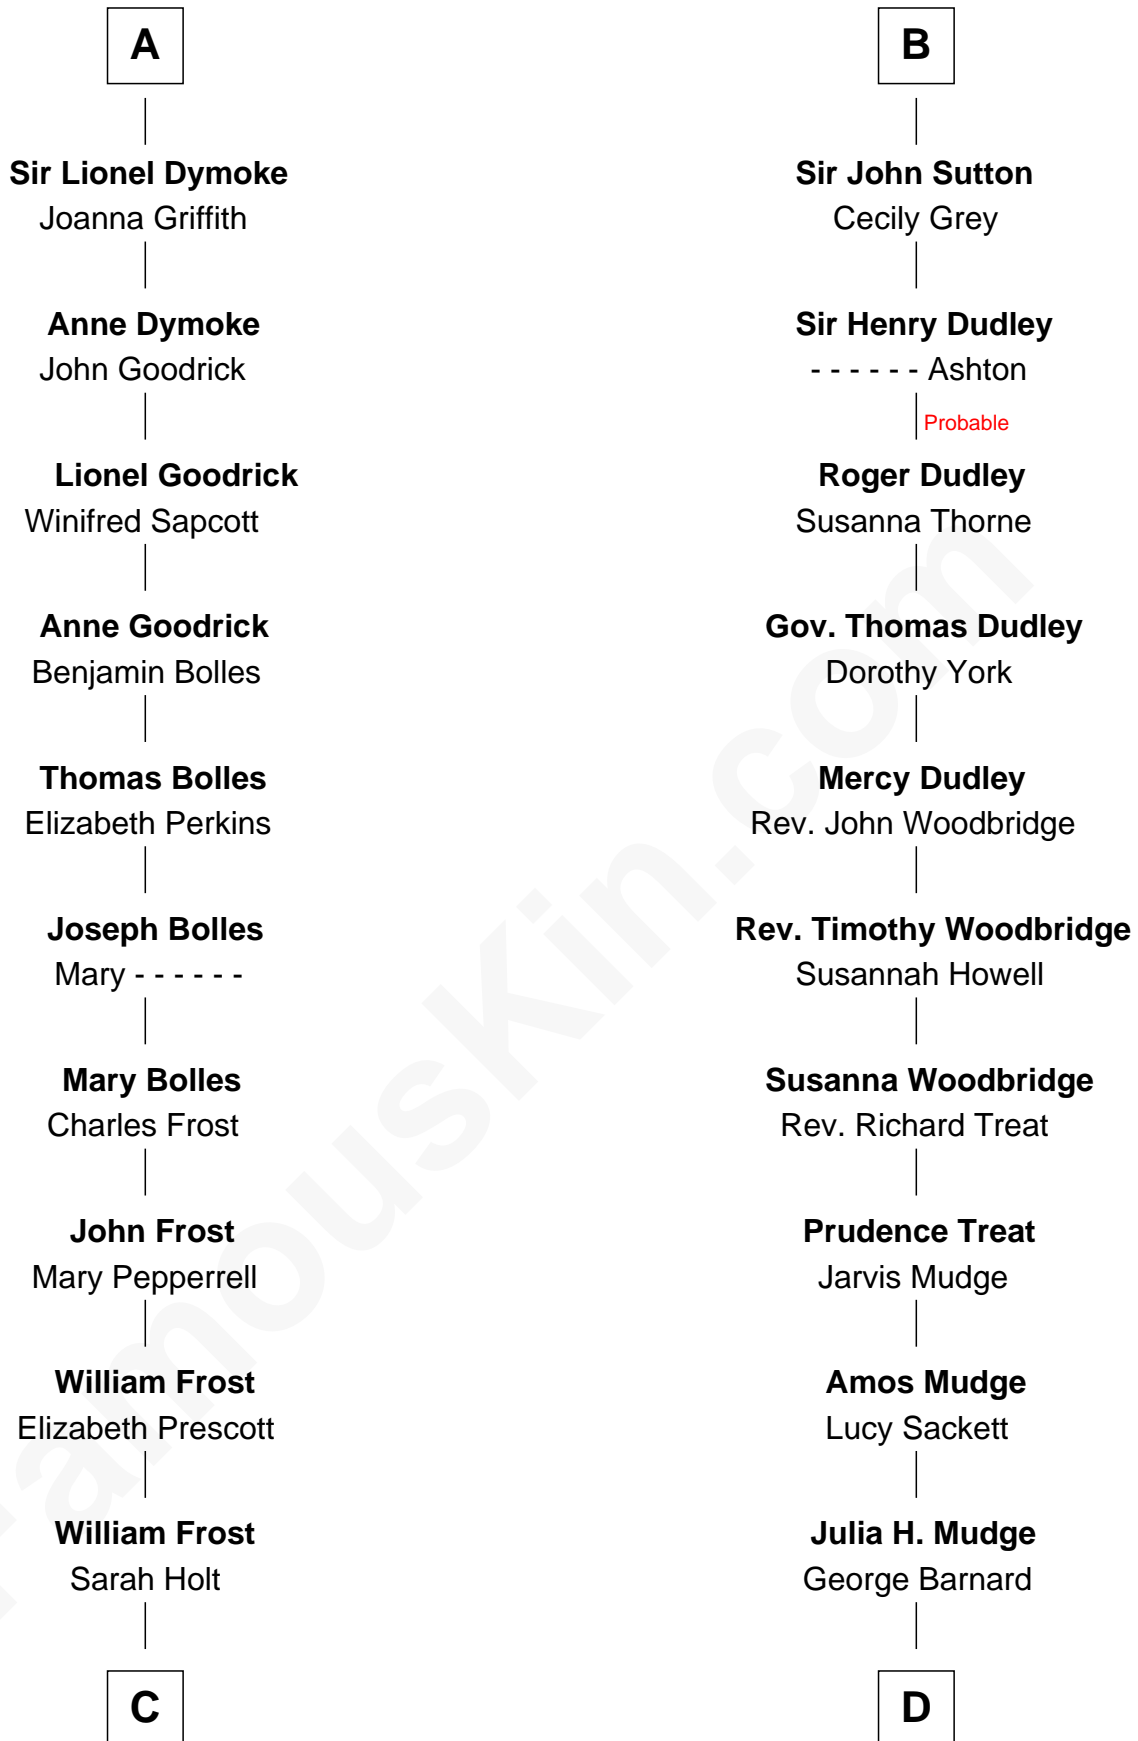 A
Sir Lionel Dymoke
Joanna Griffith
Anne Dymoke
John Goodrick
Lionel Goodrick
Winifred Sapcott
Anne Goodrick
Benjamin Bolles
Thomas Bolles
Elizabeth Perkins
Joseph Bolles
Mary - - - - - -
Mary Bolles
Charles Frost
John Frost
Mary Pepperrell
William Frost
Elizabeth Prescott
William Frost
Sarah Holt
C
B
Sir John Sutton
Cecily Grey
Sir Henry Dudley
- - - - - - Ashton
Probable
Roger Dudley
Susanna Thorne
Gov. Thomas Dudley
Dorothy York
Mercy Dudley
Rev. John Woodbridge
Rev. Timothy Woodbridge
Susannah Howell
Susanna Woodbridge
Rev. Richard Treat
Prudence Treat
Jarvis Mudge
Amos Mudge
Lucy Sackett
Julia H. Mudge
George Barnard
D
FamousKin.com